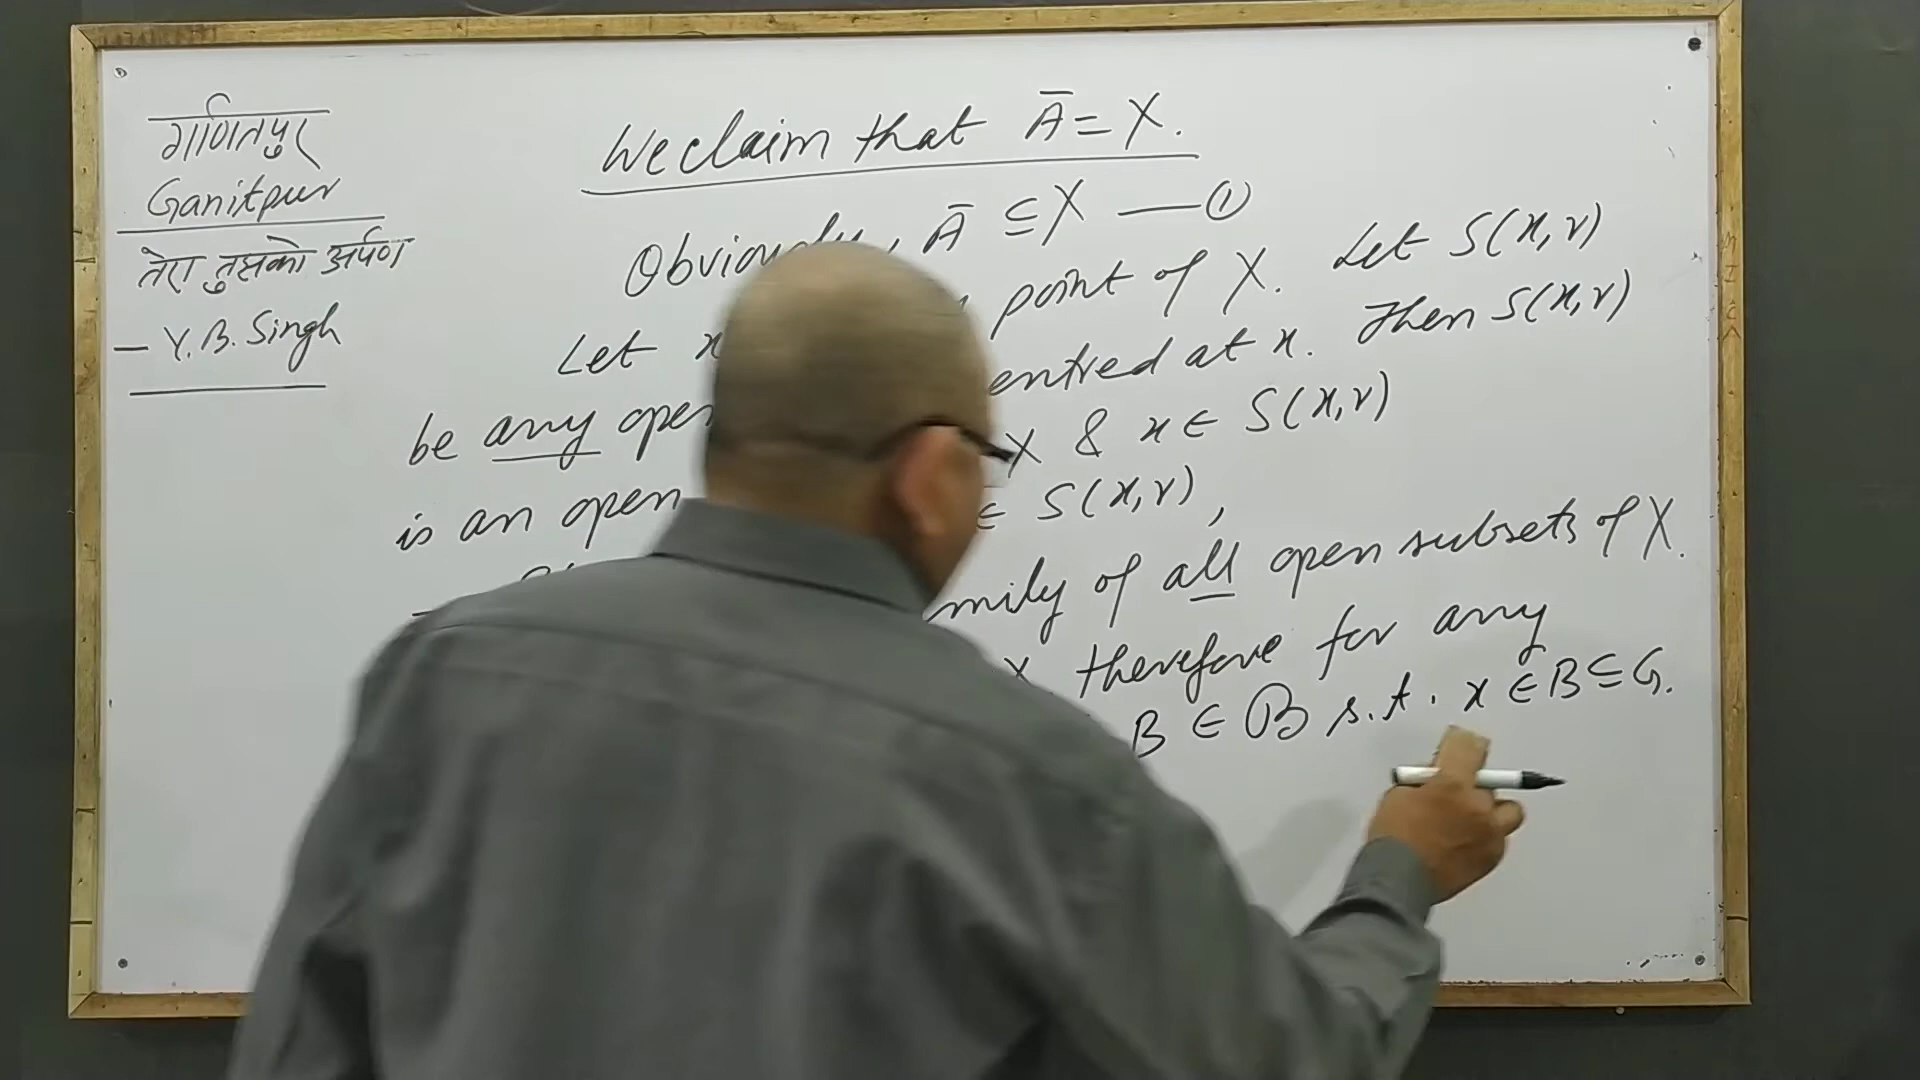 गणितपुर
Ganitpur
तेरा तुझको अर्पण
— Y. B. Singh
We claim that Ā = X.
Obviously, Ā ⊆ X — ①
Let x point of X. Let S(x, r)
be any open entred at x. Then S(x, r)
is an open X & x ∈ S(x, r)
∈ S(x, r),
mily of all open subsets of X.
X, therefore for any
B ∈ ℬ s.t. x ∈ B ⊆ G.